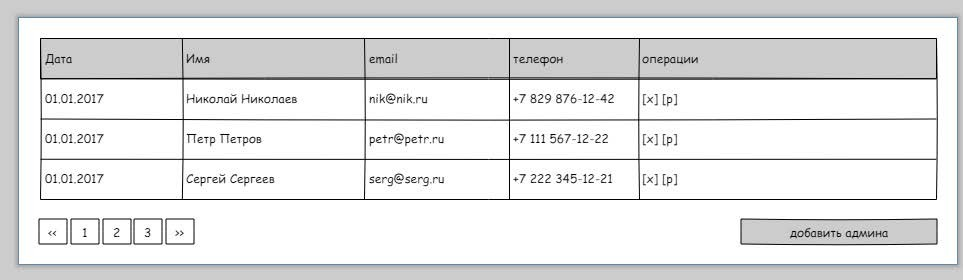 Дата Имя email телефон операции
01.01.2017 Николай Николаев nik@nik.ru +7 829 876-12-42 [x] [p]
01.01.2017 Петр Петров petr@petr.ru +7 111 567-12-22 [x] [p]
01.01.2017 Сергей Сергеев serg@serg.ru +7 222 345-12-21 [x] [p]
<< 1 2 3 >> добавить админа